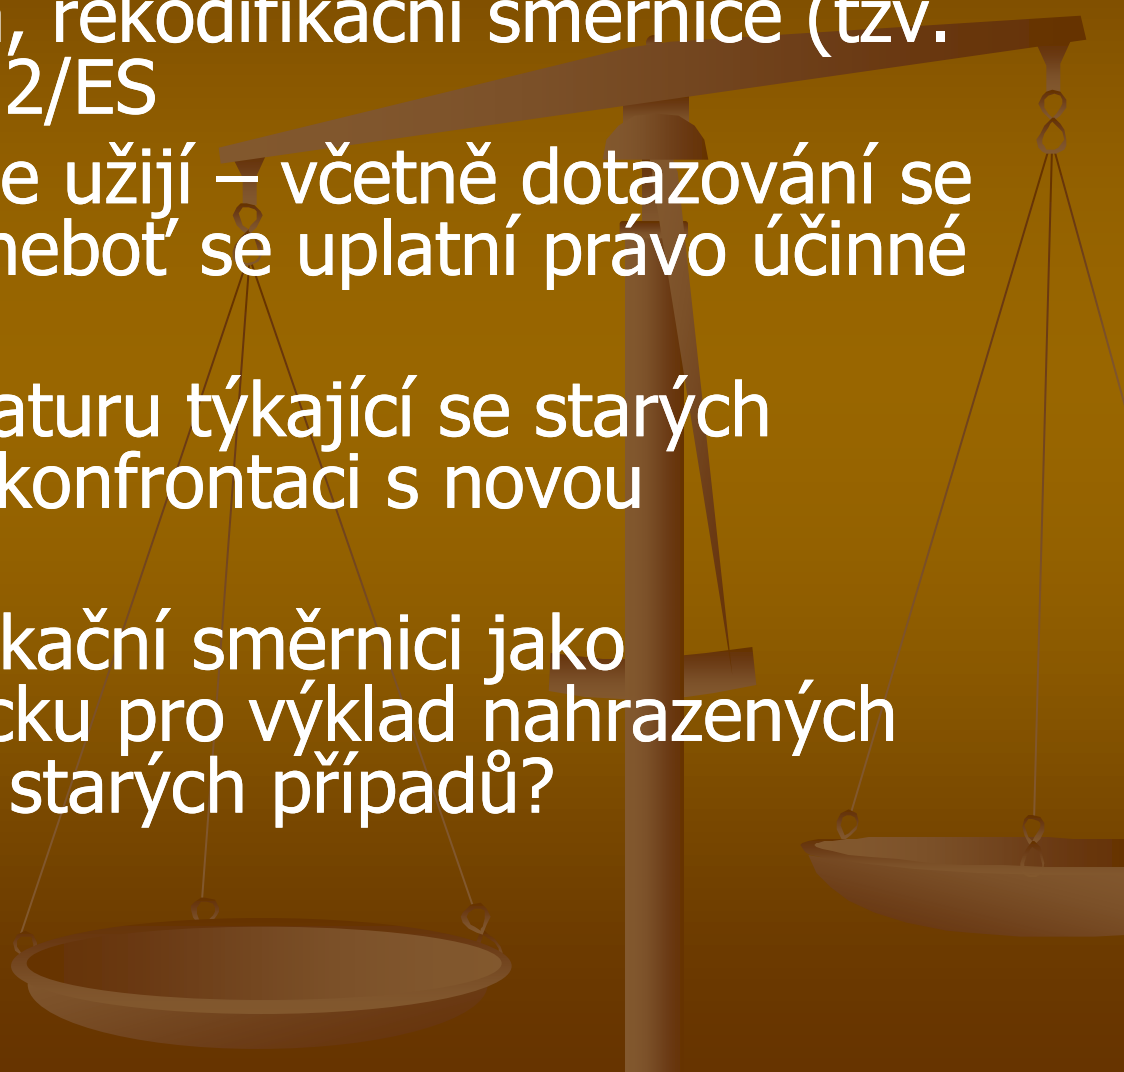 , rekodifikační směrnice (tzv.
2/ES
e užijí – včetně dotazování se
neboť se uplatní právo účinné
aturu týkající se starých
konfrontaci s novou
kační směrnici jako
cku pro výklad nahrazených
starých případů?